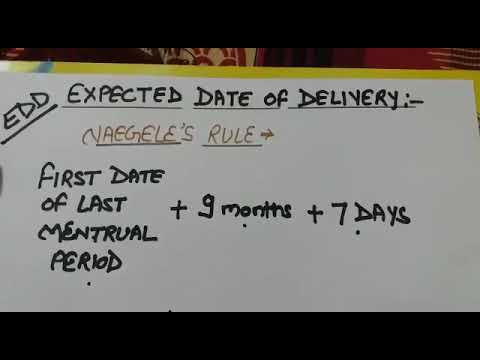 EDD EXPECTED DATE OF DELIVERY:-
NAEGELE'S RULE→
FIRST DATE
OF LAST
MENTRUAL
PERIOD
+ 9 months + 7 DAYS